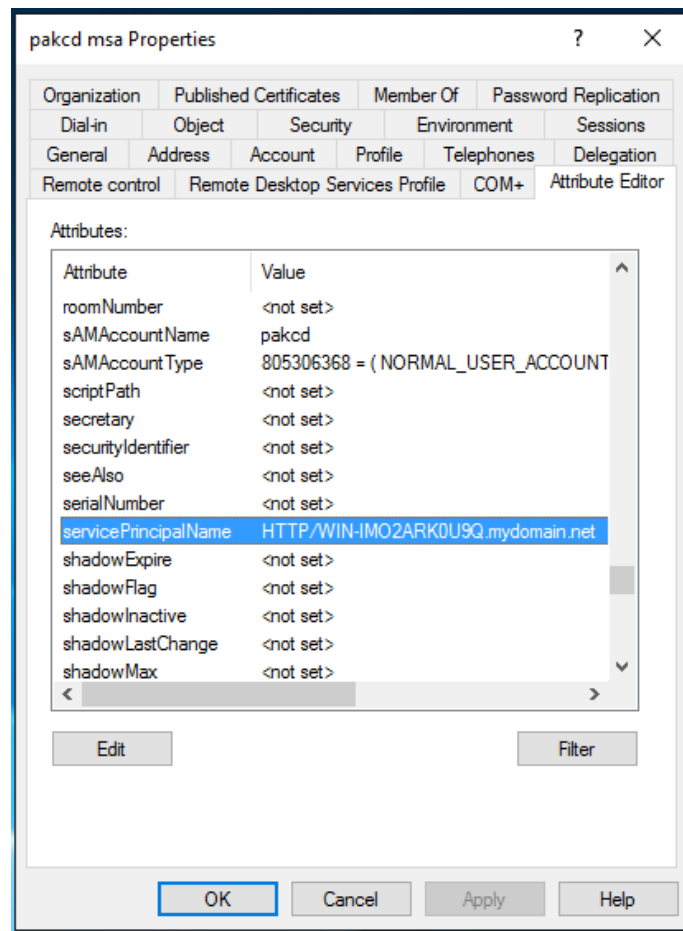 pakcd msa Properties ?
Organization Published Certificates Member Of Password Replication
Dial-in Object Security Environment Sessions
General Address Account Profile Telephones Delegation
Remote control Remote Desktop Services Profile COM+ Attribute Editor
Attributes:
Attribute Value
roomNumber <not set>
sAMAccountName pakcd
sAMAccountType 805306368 = ( NORMAL_USER_ACCOUNT
scriptPath <not set>
secretary <not set>
securityIdentifier <not set>
seeAlso <not set>
serialNumber <not set>
servicePrincipalName HTTP/WIN-IMO2ARK0U9Q.mydomain.net
shadowExpire <not set>
shadowFlag <not set>
shadowInactive <not set>
shadowLastChange <not set>
shadowMax <not set>
Edit Filter
OK Cancel Apply Help